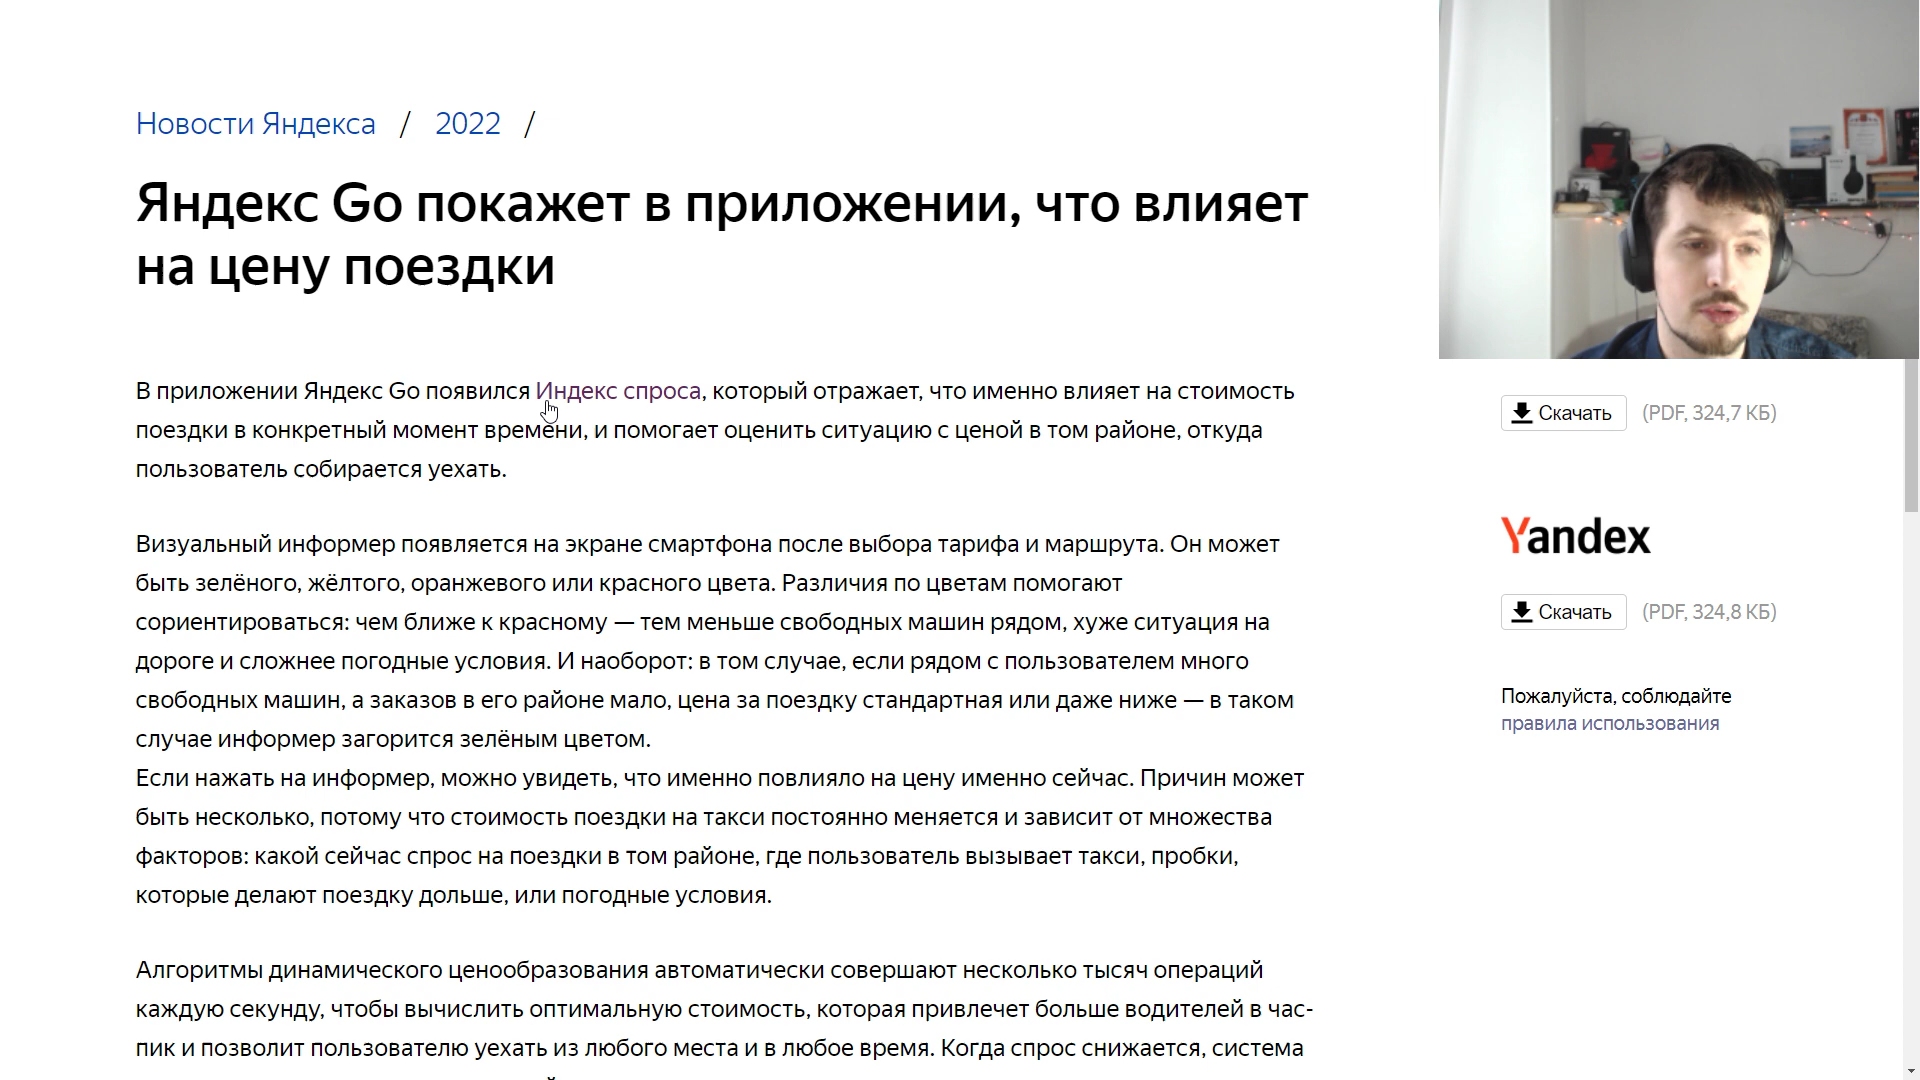 Новости Яндекса / 2022 /
Яндекс Go покажет в приложении, что влияет
на цену поездки
В приложении Яндекс Go появился Индекс спроса, который отражает, что именно влияет на стоимость
поездки в конкретный момент времени, и помогает оценить ситуацию с ценой в том районе, откуда
пользователь собирается уехать.
Визуальный информер появляется на экране смартфона после выбора тарифа и маршрута. Он может
быть зелёного, жёлтого, оранжевого или красного цвета. Различия по цветам помогают
сориентироваться: чем ближе к красному — тем меньше свободных машин рядом, хуже ситуация на
дороге и сложнее погодные условия. И наоборот: в том случае, если рядом с пользователем много
свободных машин, а заказов в его районе мало, цена за поездку стандартная или даже ниже — в таком
случае информер загорится зелёным цветом.
Если нажать на информер, можно увидеть, что именно повлияло на цену именно сейчас. Причин может
быть несколько, потому что стоимость поездки на такси постоянно меняется и зависит от множества
факторов: какой сейчас спрос на поездки в том районе, где пользователь вызывает такси, пробки,
которые делают поездку дольше, или погодные условия.
Алгоритмы динамического ценообразования автоматически совершают несколько тысяч операций
каждую секунду, чтобы вычислить оптимальную стоимость, которая привлечет больше водителей в час-
пик и позволит пользователю уехать из любого места и в любое время. Когда спрос снижается, система
Скачать (PDF, 324,7 КБ)
Yandex
Скачать (PDF, 324,8 КБ)
Пожалуйста, соблюдайте
правила использования